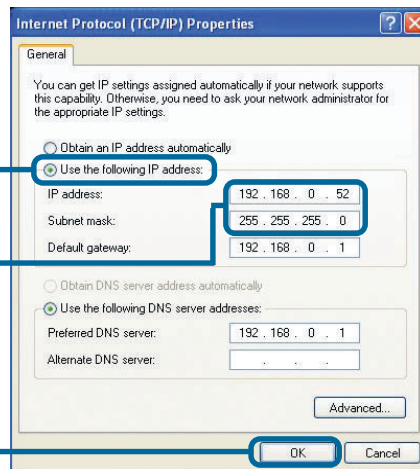 Internet Protocol (TCP/IP) Properties
General
You can get IP settings assigned automatically if your network supports
this capability. Otherwise, you need to ask your network administrator for
the appropriate IP settings.
Obtain an IP address automatically
Use the following IP address:
IP address: 192 . 168 . 0 . 52
Subnet mask: 255 . 255 . 255 . 0
Default gateway: 192 . 168 . 0 . 1
Obtain DNS server address automatically
Use the following DNS server addresses:
Preferred DNS server: 192 . 168 . 0 . 1
Alternate DNS server: . . .
Advanced...
OK Cancel